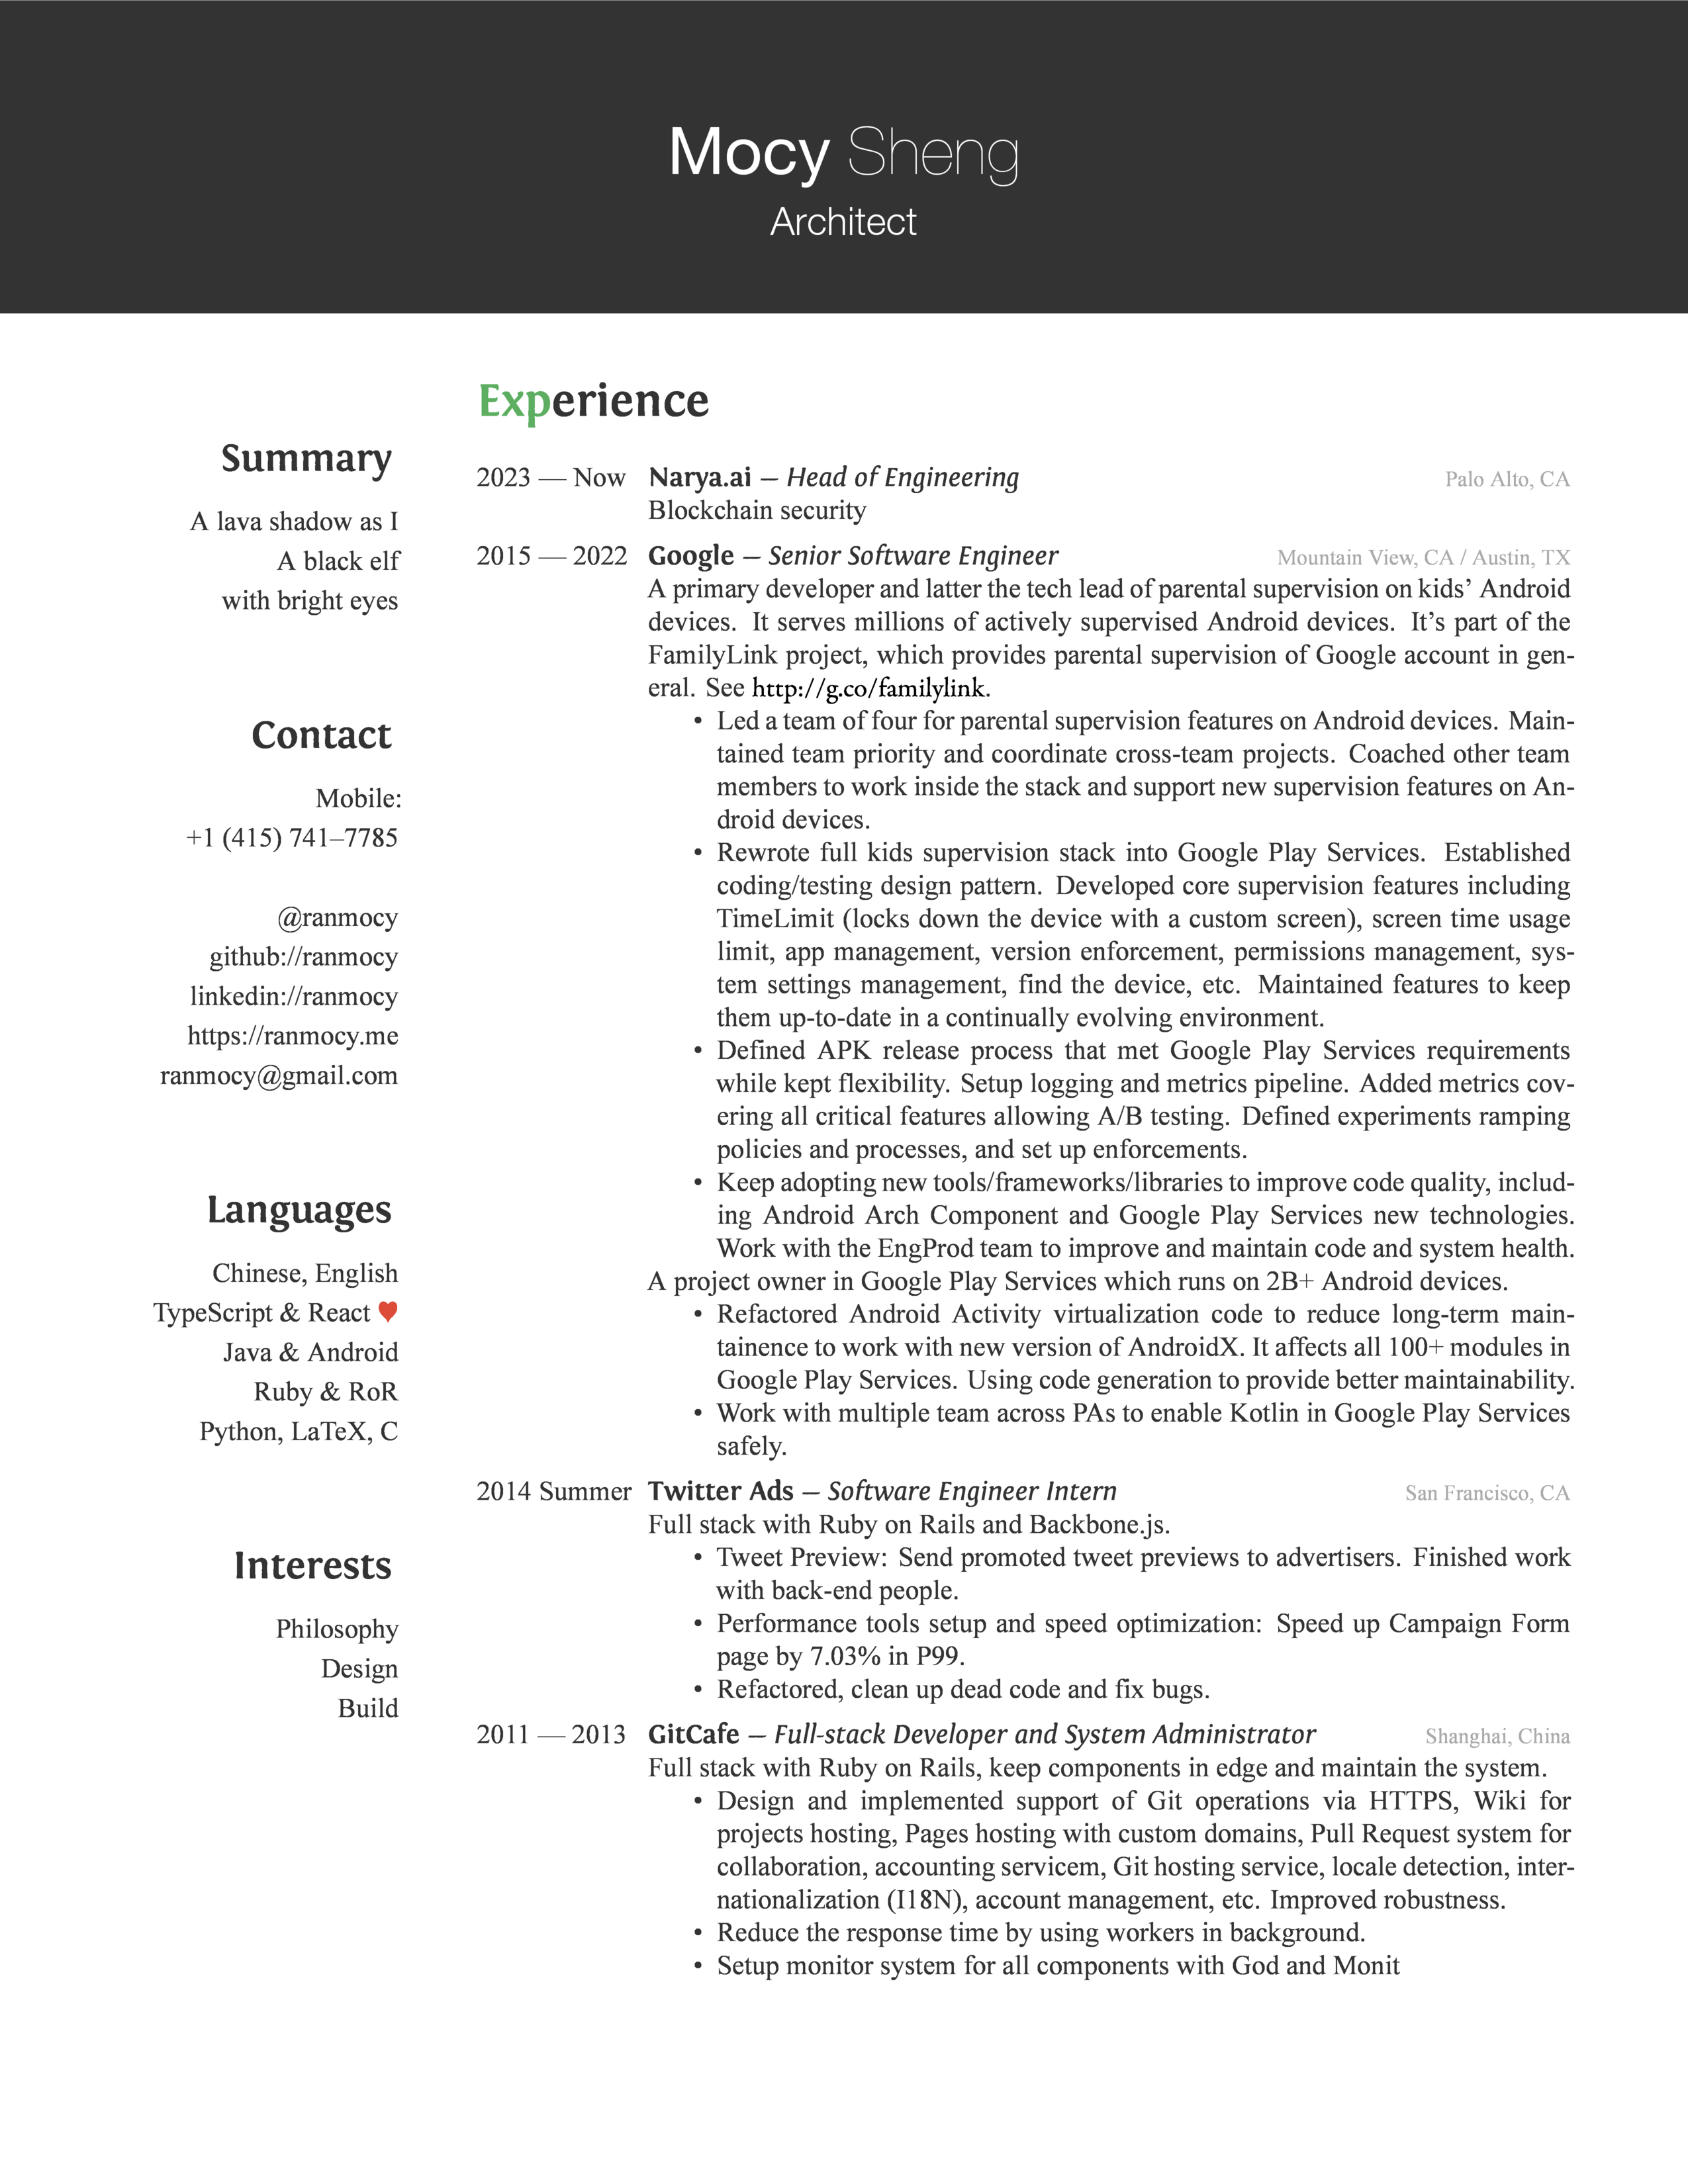 Mocy Sheng
Architect
Summary
A lava shadow as I
A black elf
with bright eyes
Contact
Mobile:
+1 (415) 741–7785
@ranmocy
github://ranmocy
linkedin://ranmocy
https://ranmocy.me
ranmocy@gmail.com
Languages
Chinese, English
TypeScript & React ♥
Java & Android
Ruby & RoR
Python, LaTeX, C
Interests
Philosophy
Design
Build
Experience
2023 — Now Narya.ai – Head of Engineering Palo Alto, CA
Blockchain security
2015 — 2022 Google – Senior Software Engineer Mountain View, CA / Austin, TX
A primary developer and latter the tech lead of parental supervision on kids’ Android
devices. It serves millions of actively supervised Android devices. It’s part of the
FamilyLink project, which provides parental supervision of Google account in gen-
eral. See http://g.co/familylink.
• Led a team of four for parental supervision features on Android devices. Main-
tained team priority and coordinate cross-team projects. Coached other team
members to work inside the stack and support new supervision features on An-
droid devices.
• Rewrote full kids supervision stack into Google Play Services. Established
coding/testing design pattern. Developed core supervision features including
TimeLimit (locks down the device with a custom screen), screen time usage
limit, app management, version enforcement, permissions management, sys-
tem settings management, find the device, etc. Maintained features to keep
them up-to-date in a continually evolving environment.
• Defined APK release process that met Google Play Services requirements
while kept flexibility. Setup logging and metrics pipeline. Added metrics cov-
ering all critical features allowing A/B testing. Defined experiments ramping
policies and processes, and set up enforcements.
• Keep adopting new tools/frameworks/libraries to improve code quality, includ-
ing Android Arch Component and Google Play Services new technologies.
Work with the EngProd team to improve and maintain code and system health.
A project owner in Google Play Services which runs on 2B+ Android devices.
• Refactored Android Activity virtualization code to reduce long-term main-
tainence to work with new version of AndroidX. It affects all 100+ modules in
Google Play Services. Using code generation to provide better maintainability.
• Work with multiple team across PAs to enable Kotlin in Google Play Services
safely.
2014 Summer Twitter Ads – Software Engineer Intern San Francisco, CA
Full stack with Ruby on Rails and Backbone.js.
• Tweet Preview: Send promoted tweet previews to advertisers. Finished work
with back-end people.
• Performance tools setup and speed optimization: Speed up Campaign Form
page by 7.03% in P99.
• Refactored, clean up dead code and fix bugs.
2011 — 2013 GitCafe – Full-stack Developer and System Administrator Shanghai, China
Full stack with Ruby on Rails, keep components in edge and maintain the system.
• Design and implemented support of Git operations via HTTPS, Wiki for
projects hosting, Pages hosting with custom domains, Pull Request system for
collaboration, accounting servicem, Git hosting service, locale detection, inter-
nationalization (I18N), account management, etc. Improved robustness.
• Reduce the response time by using workers in background.
• Setup monitor system for all components with God and Monit